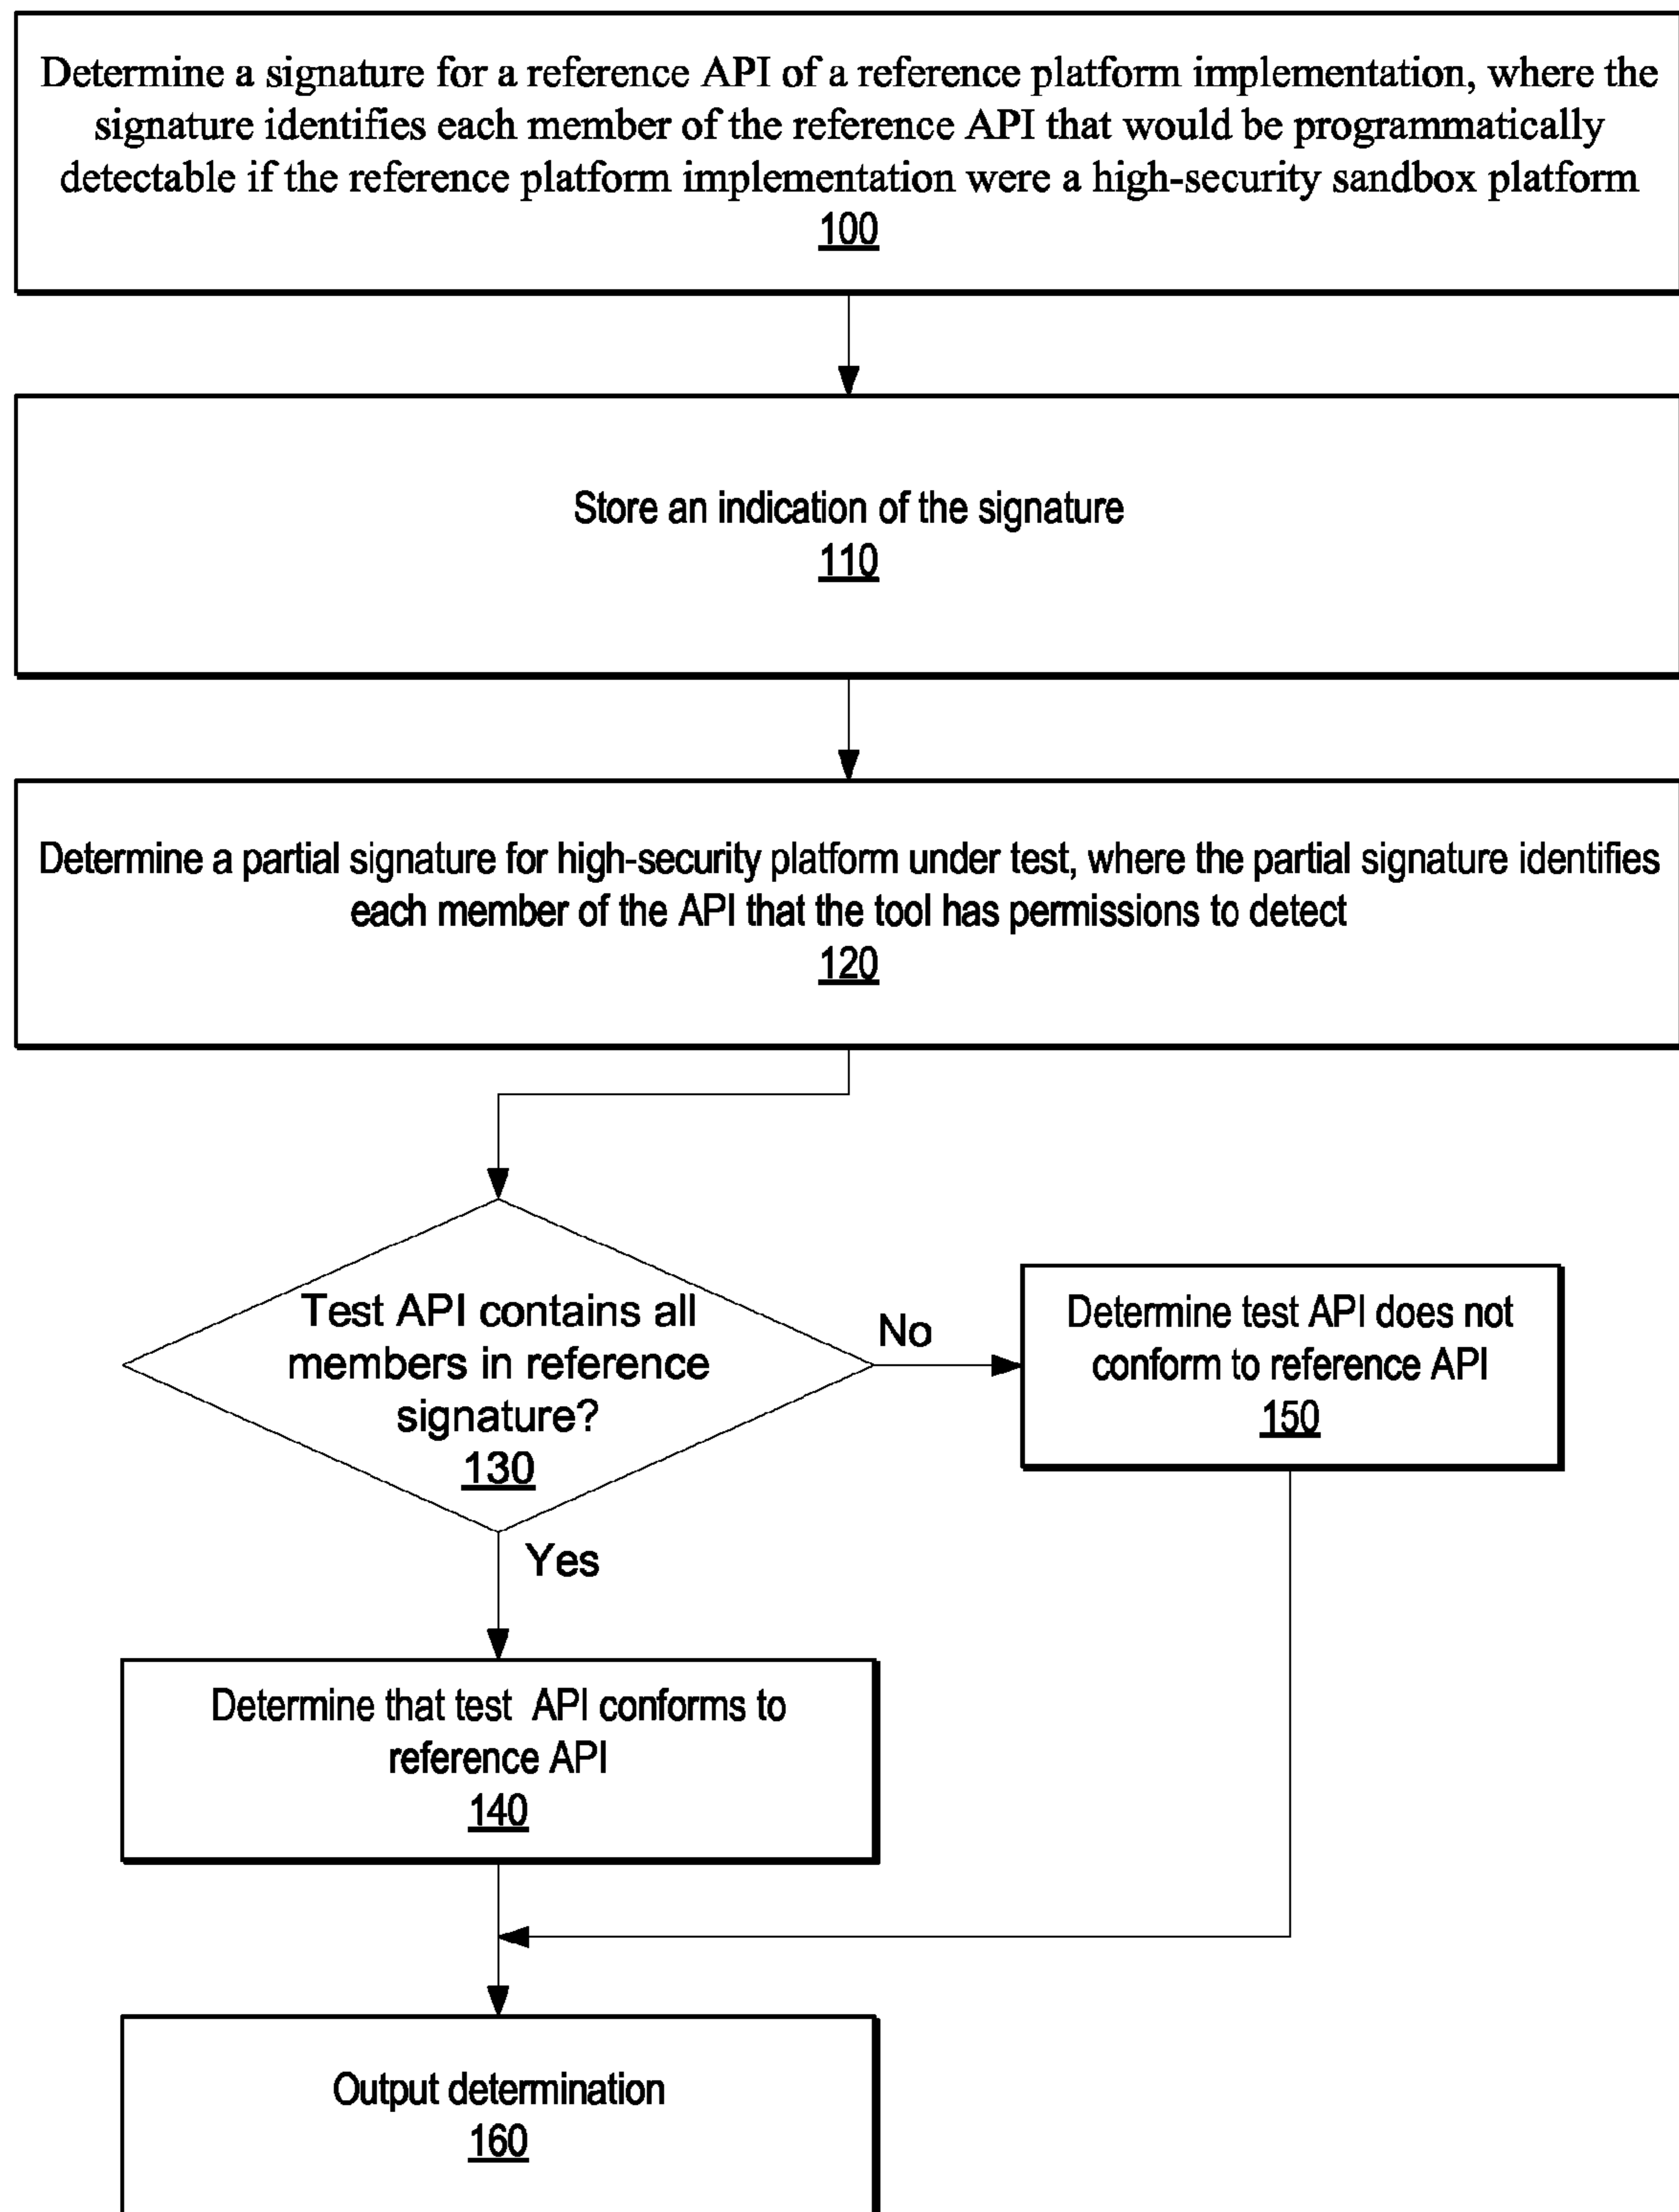 Determine a signature for a reference API of a reference platform implementation, where the
signature identifies each member of the reference API that would be programmatically
detectable if the reference platform implementation were a high-security sandbox platform
100
Store an indication of the signature
110
Determine a partial signature for high-security platform under test, where the partial signature identifies
each member of the API that the tool has permissions to detect
120
Test API contains all
members in reference
signature?
130
No
Determine test API does not
conform to reference API
150
Yes
Determine that test API conforms to
reference API
140
Output determination
160